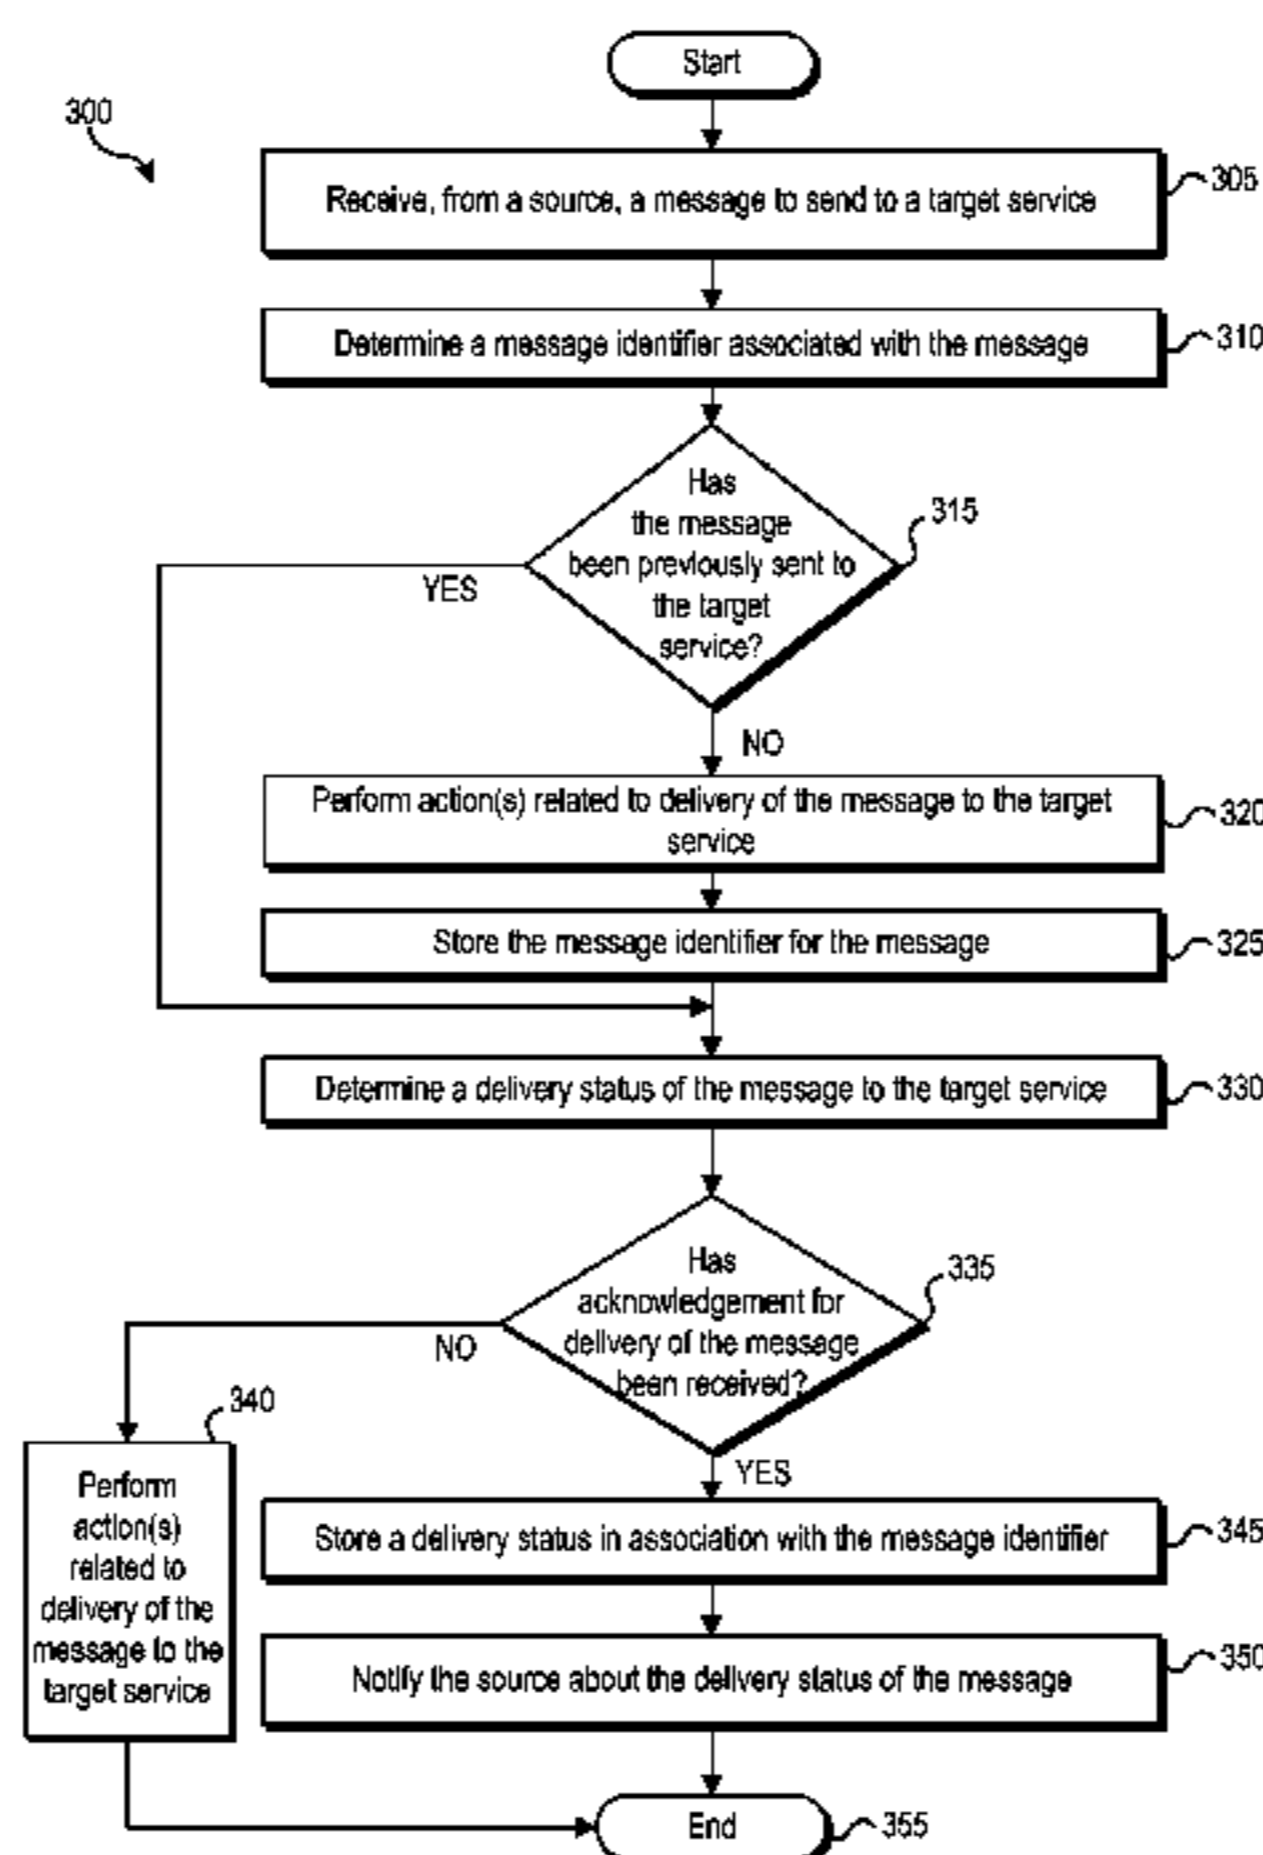 Start
300
Receive, from a source, a message to send to a target service
305
Determine a message identifier associated with the message
310
Has
the message
been previously sent to
the target
service?
315
YES
NO
Perform action(s) related to delivery of the message to the target
service
320
Store the message identifier for the message
325
Determine a delivery status of the message to the target service
330
Has
acknowledgement for
delivery of the message
been received?
335
NO
YES
340
Perform
action(s)
related to
delivery of the
message to the
target service
Store a delivery status in association with the message identifier
345
Notify the source about the delivery status of the message
350
End
355